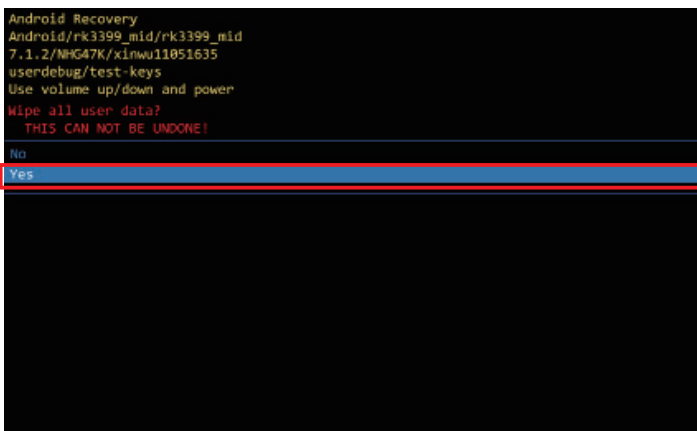 Android Recovery
Android/rk3399_mid/rk3399_mid
7.1.2/NHG47K/xinwu11051635
userdebug/test-keys
Use volume up/down and power
Wipe all user data?
THIS CAN NOT BE UNDONE!
No
Yes